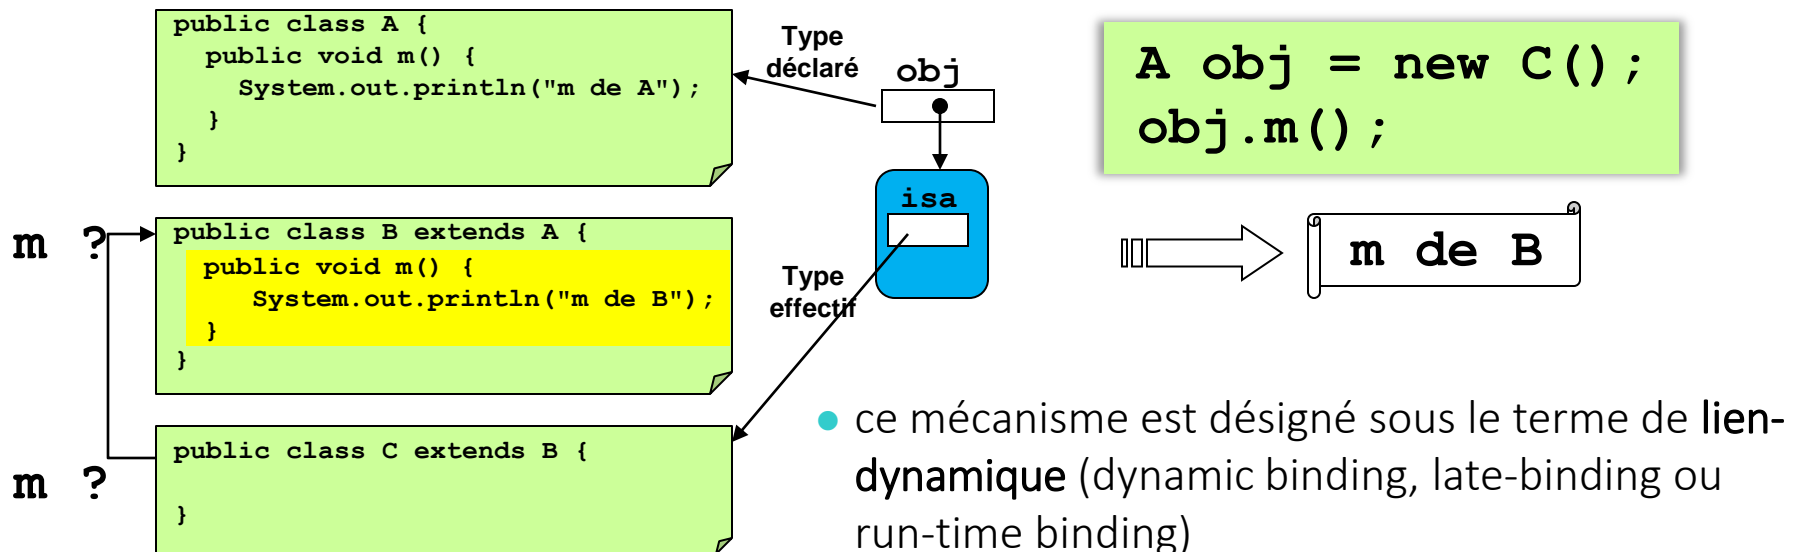 public class A {
public void m() {
System.out.println("m de A");
}
}
Type
déclaré
obj
A obj = new C();
obj.m();
isa
m ?
public class B extends A {
public void m() {
System.out.println("m de B");
}
}
Type
effectif
m de B
m ?
public class C extends B {
}
ce mécanisme est désigné sous le terme de lien-
dynamique (dynamic binding, late-binding ou
run-time binding)